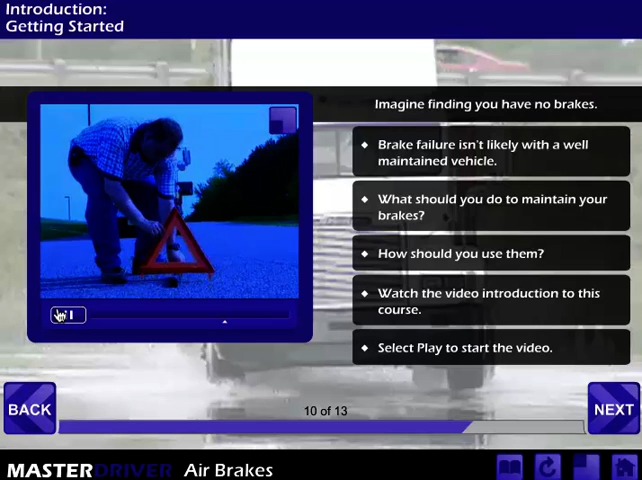 Introduction:
Getting Started
Imagine finding you have no brakes.
Brake failure isn't likely with a well
maintained vehicle.
What should you do to maintain your
brakes?
How should you use them?
Watch the video introduction to this
course.
Select Play to start the video.
BACK
10 of 13
NEXT
MASTERDRIVER Air Brakes